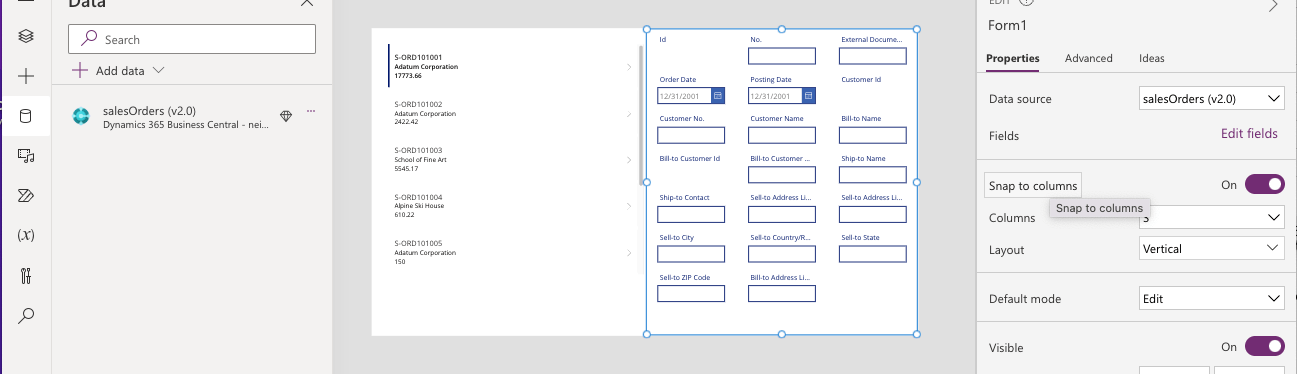 Data
Search
Add data
salesOrders (v2.0)
Dynamics 365 Business Central - nei...
(x)
S-ORD101001
Adatum Corporation
17773.66
S-ORD101002
Adatum Corporation
2422.42
S-ORD101003
School of Fine Art
5545.17
S-ORD101004
Alpine Ski House
610.22
S-ORD101005
Adatum Corporation
150
Id No. External Docume...
Order Date Posting Date Customer Id
12/31/2001 12/31/2001
Customer No. Customer Name Bill-to Name
Bill-to Customer Id Bill-to Customer ... Ship-to Name
Ship-to Contact Sell-to Address Li... Sell-to Address Li...
Sell-to City Sell-to Country/R... Sell-to State
Sell-to ZIP Code Bill-to Address Li...
EDIT
Form1
Properties Advanced Ideas
Data source salesOrders (v2.0)
Fields Edit fields
Snap to columns On
Snap to columns
Columns 3
Layout Vertical
Default mode Edit
Visible On